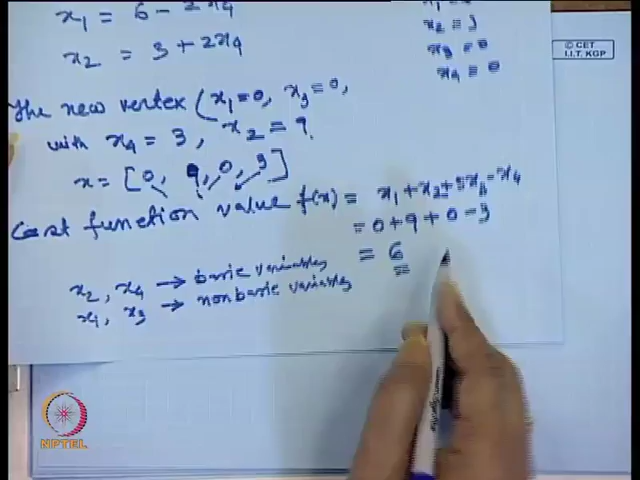 x₁ = 6 - 2x₄
x₂ = 3 + 2x₄
x₂ = 3
x₃ = 0
x₄ = 0
© CET
I.I.T. KGP
The new vertex (x₁=0, x₃=0,
with x₄ = 3, x₂ = 9.
x = [0, 9, 0, 3]
Cost function value f(x) = x₁ + x₂ + 5x₃ - x₄
= 0 + 9 + 0 - 3
= 6
x₂, x₄ → basic variables
x₁, x₃ → nonbasic variables
NPTEL